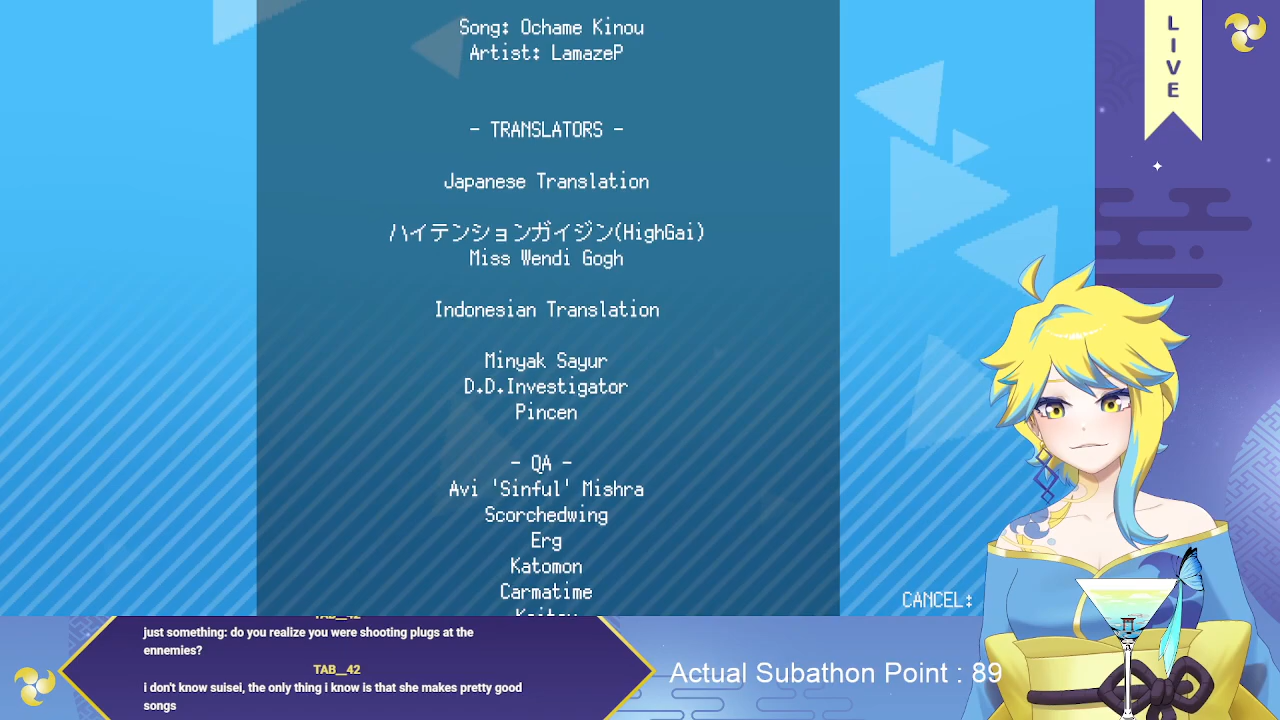 Song: Ochame Kinou
Artist: LamazeP
- TRANSLATORS -
Japanese Translation
ハイテンションガイジン(HighGai)
Miss Wendi Gogh
Indonesian Translation
Minyak Sayur
D.D.Investigator
Pincen
- QA -
Avi 'Sinful' Mishra
Scorchedwing
Erg
Katomon
Carmatime
CANCEL:
LIVE
TAB__42
just something: do you realize you were shooting plugs at the
ennemies?
TAB__42
i don't know suisei, the only thing i know is that she makes pretty good
songs
Actual Subathon Point : 89